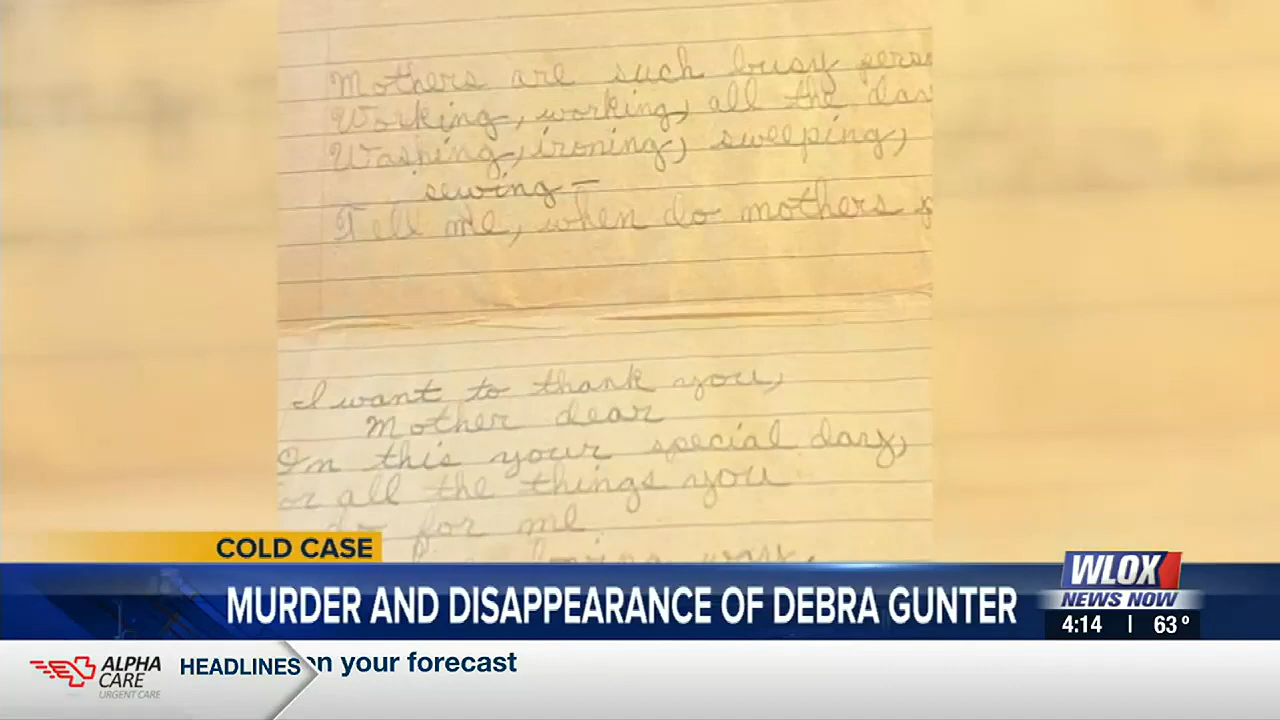 Mothers are such busy
Working, working, all the
Washing, ironing, sweeping,
sewing -
Tell me, when do mothers
I want to thank you,
Mother dear
On this your special day,
all the things you
for me
way.
COLD CASE
MURDER AND DISAPPEARANCE OF DEBRA GUNTER
WLOX
NEWS NOW
4:14 | 63°
ALPHA
CARE
URGENT CARE
HEADLINES
on your forecast